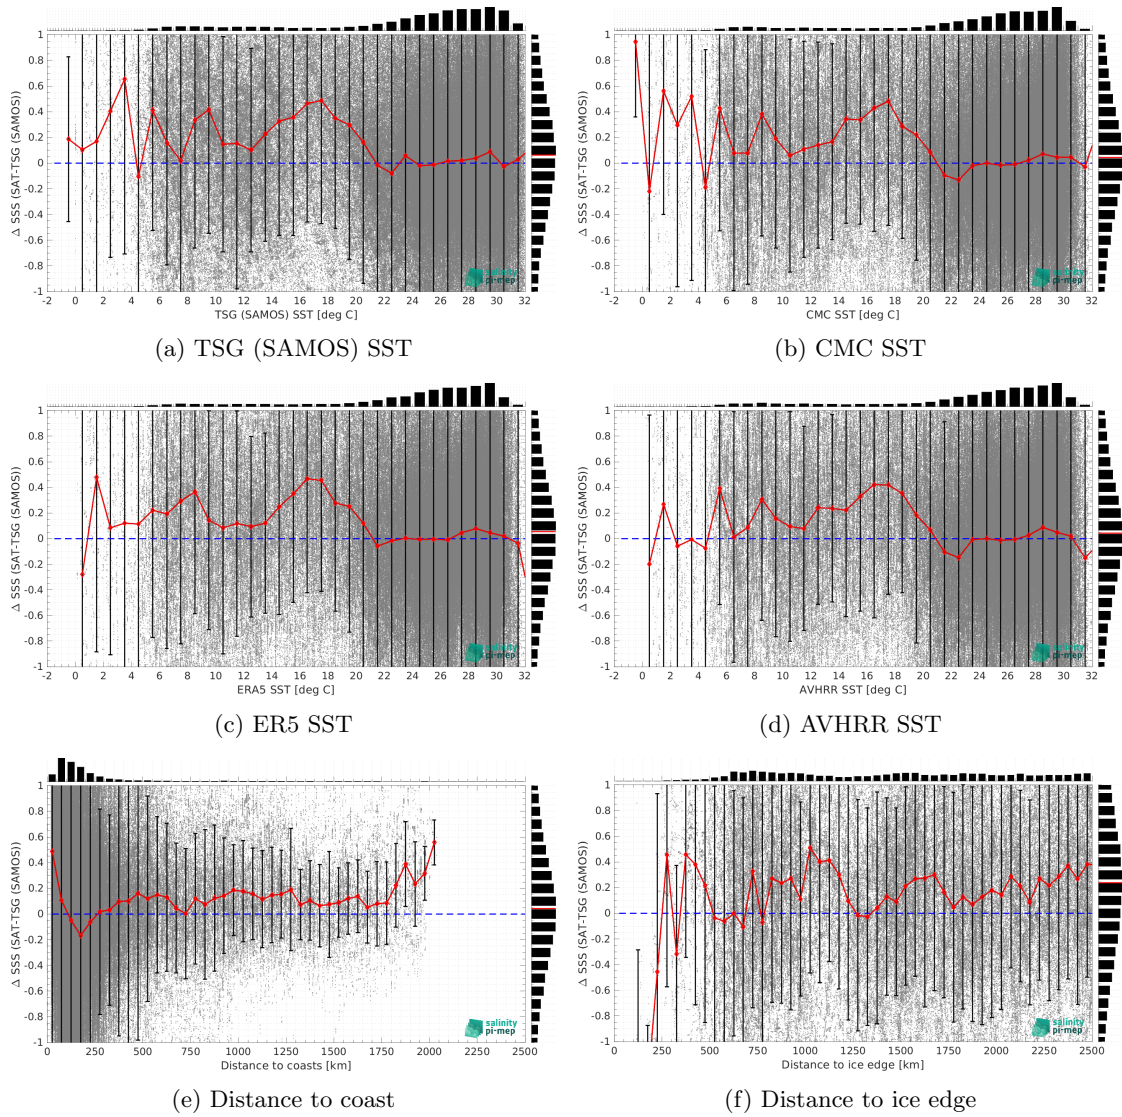 1
0.8
0.6
0.4
0.2
0
-0.2
-0.4
-0.6
-0.8
-1
Δ SSS (SAT-TSG (SAMOS))
-2 0 2 4 6 8 10 12 14 16 18 20 22 24 26 28 30 32
TSG (SAMOS) SST [deg C]
salinity
pi-mep
(a) TSG (SAMOS) SST
1
0.8
0.6
0.4
0.2
0
-0.2
-0.4
-0.6
-0.8
-1
Δ SSS (SAT-TSG (SAMOS))
-2 0 2 4 6 8 10 12 14 16 18 20 22 24 26 28 30 32
CMC SST [deg C]
salinity
pi-mep
(b) CMC SST
1
0.8
0.6
0.4
0.2
0
-0.2
-0.4
-0.6
-0.8
-1
Δ SSS (SAT-TSG (SAMOS))
-2 0 2 4 6 8 10 12 14 16 18 20 22 24 26 28 30 32
ERA5 SST [deg C]
salinity
pi-mep
(c) ER5 SST
1
0.8
0.6
0.4
0.2
0
-0.2
-0.4
-0.6
-0.8
-1
Δ SSS (SAT-TSG (SAMOS))
-2 0 2 4 6 8 10 12 14 16 18 20 22 24 26 28 30 32
AVHRR SST [deg C]
salinity
pi-mep
(d) AVHRR SST
1
0.8
0.6
0.4
0.2
0
-0.2
-0.4
-0.6
-0.8
-1
Δ SSS (SAT-TSG (SAMOS))
0 250 500 750 1000 1250 1500 1750 2000 2250 2500
Distance to coasts [km]
salinity
pi-mep
(e) Distance to coast
1
0.8
0.6
0.4
0.2
0
-0.2
-0.4
-0.6
-0.8
-1
Δ SSS (SAT-TSG (SAMOS))
0 250 500 750 1000 1250 1500 1750 2000 2250 2500
Distance to ice edge [km]
salinity
pi-mep
(f) Distance to ice edge